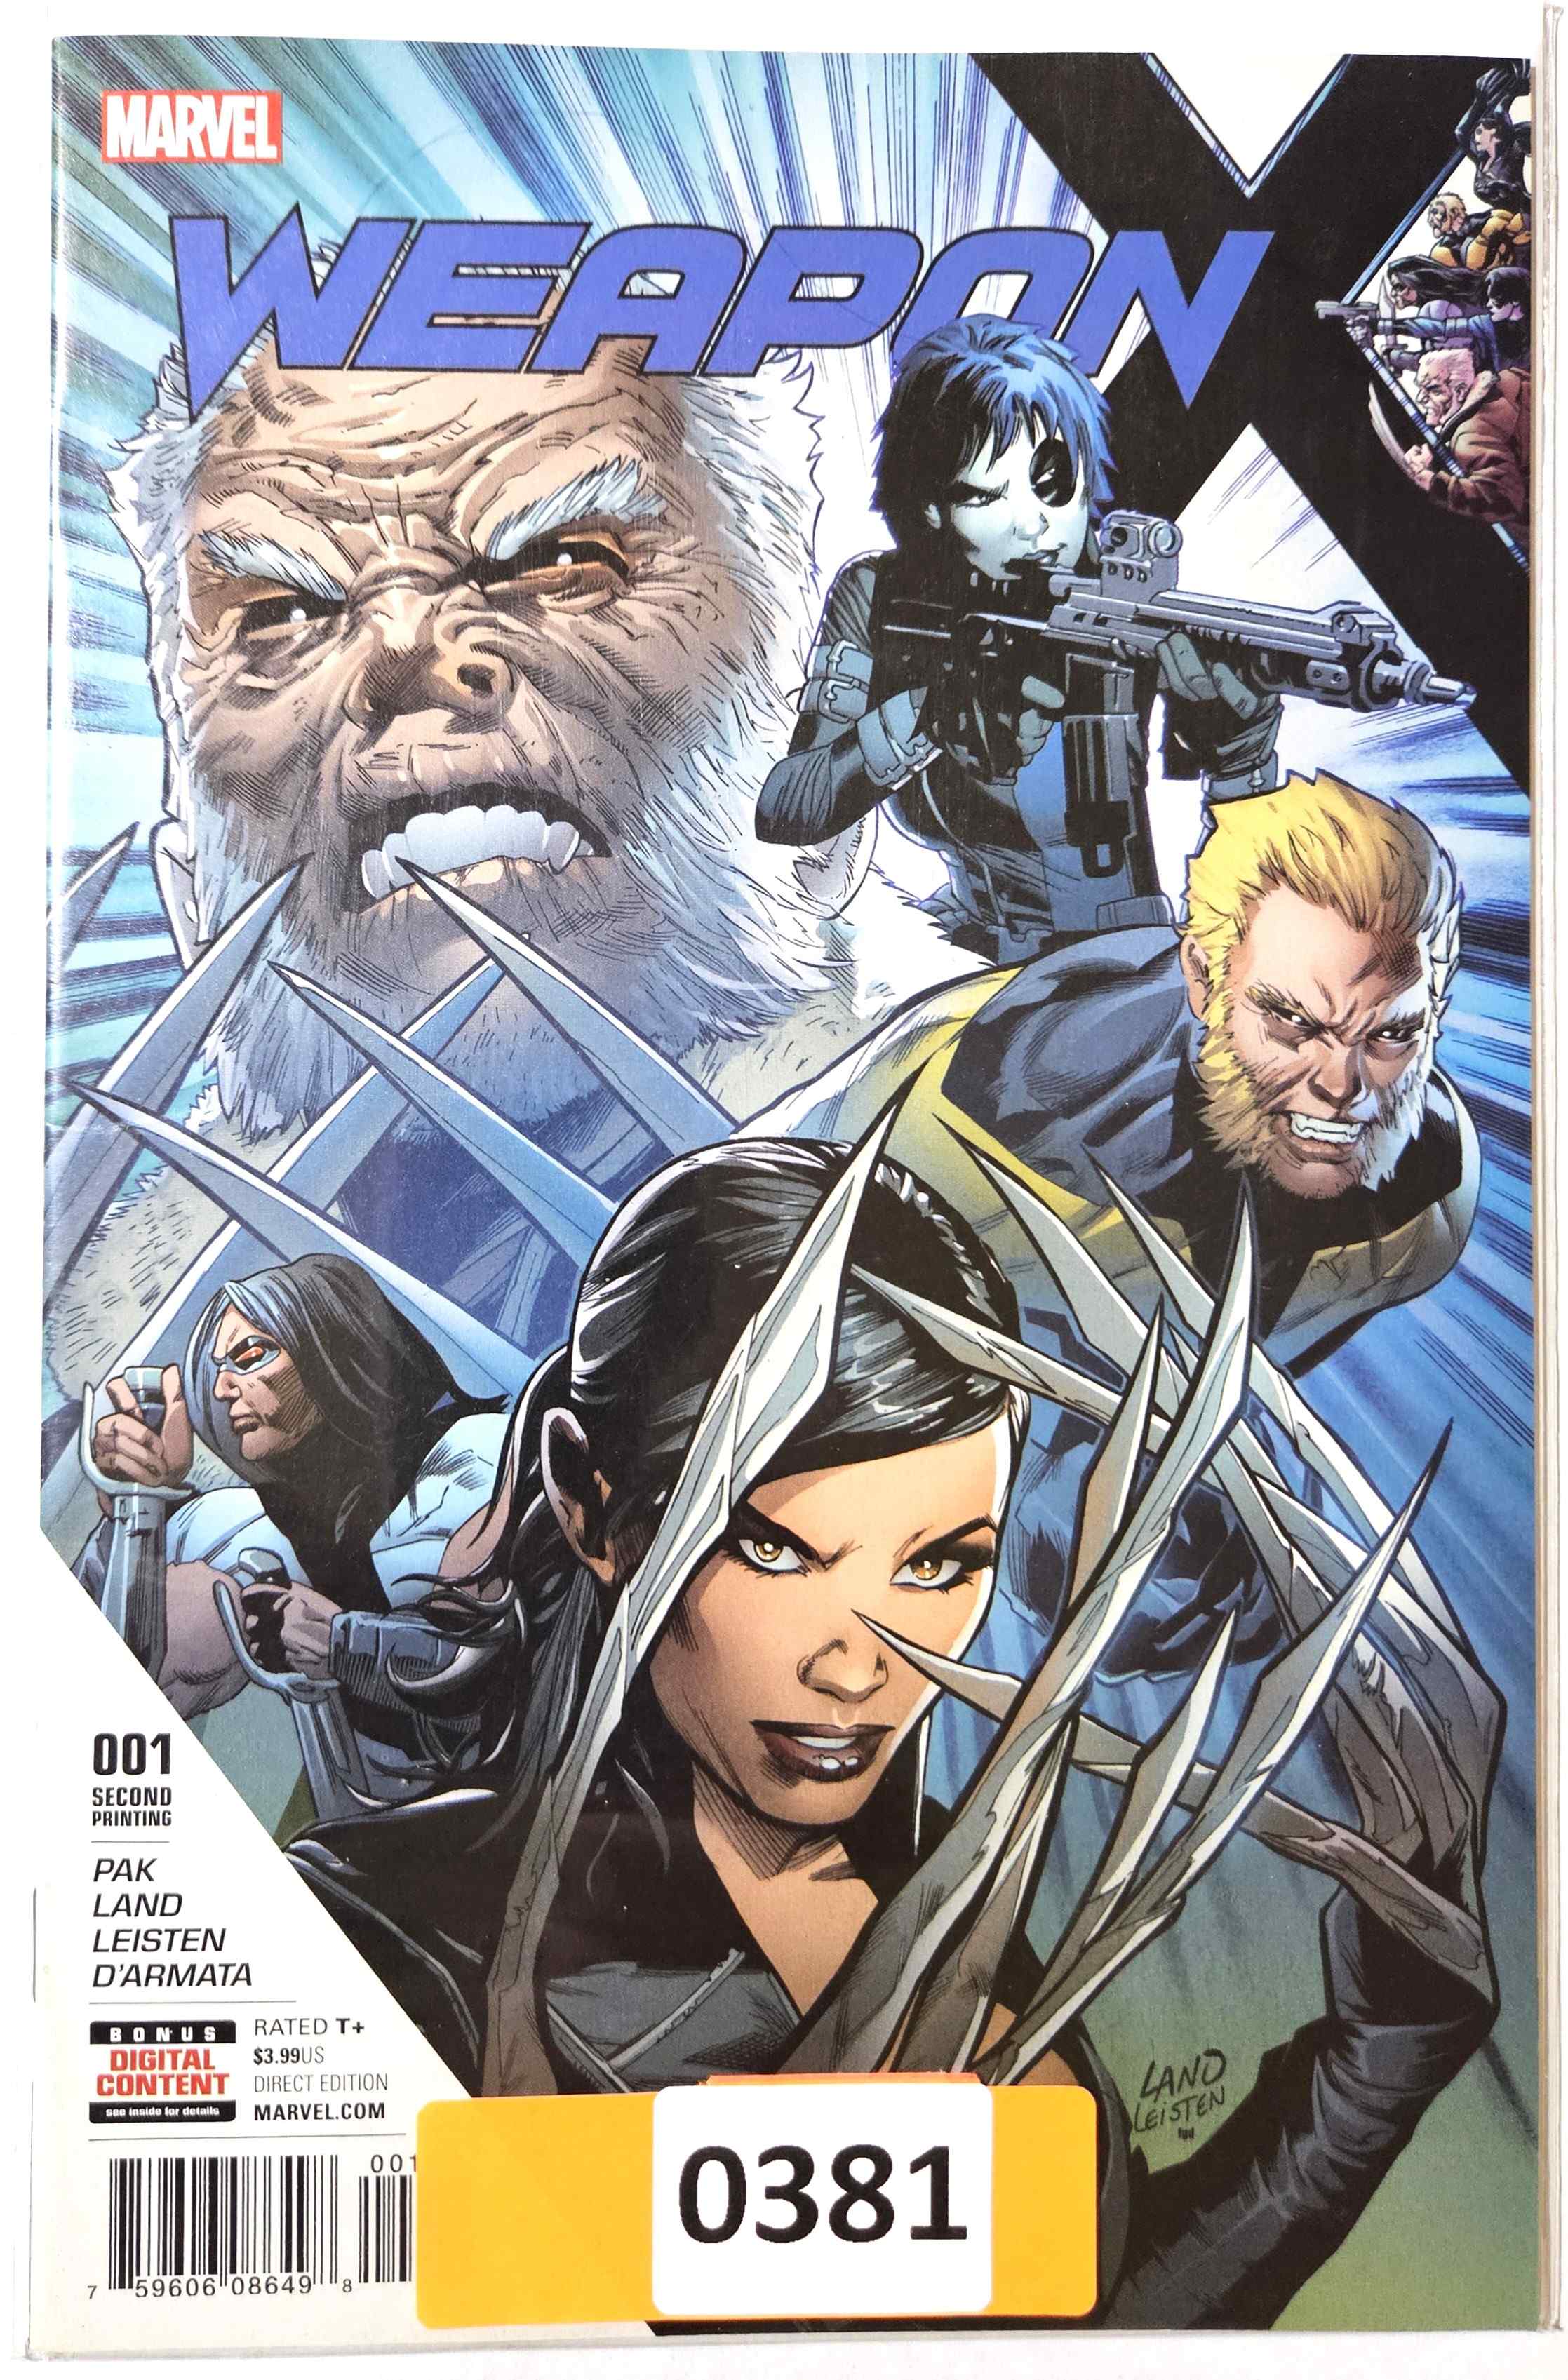 MARVEL
WEAPON X
001
SECOND
PRINTING
PAK
LAND
LEISTEN
D'ARMATA
BONUS
DIGITAL
CONTENT
see inside for details
RATED T+
$3.99US
DIRECT EDITION
MARVEL.COM
LAND
LEISTEN
001
7 59606 08649 8
0381